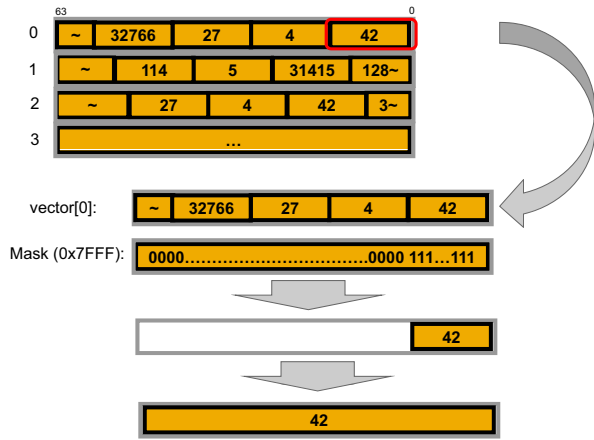 63 0
0 ~ 32766 27 4 42
1 ~ 114 5 31415 128~
2 ~ 27 4 42 3~
3 ...
vector[0]: ~ 32766 27 4 42
Mask (0x7FFF): 0000......................................0000 111...111
42
42